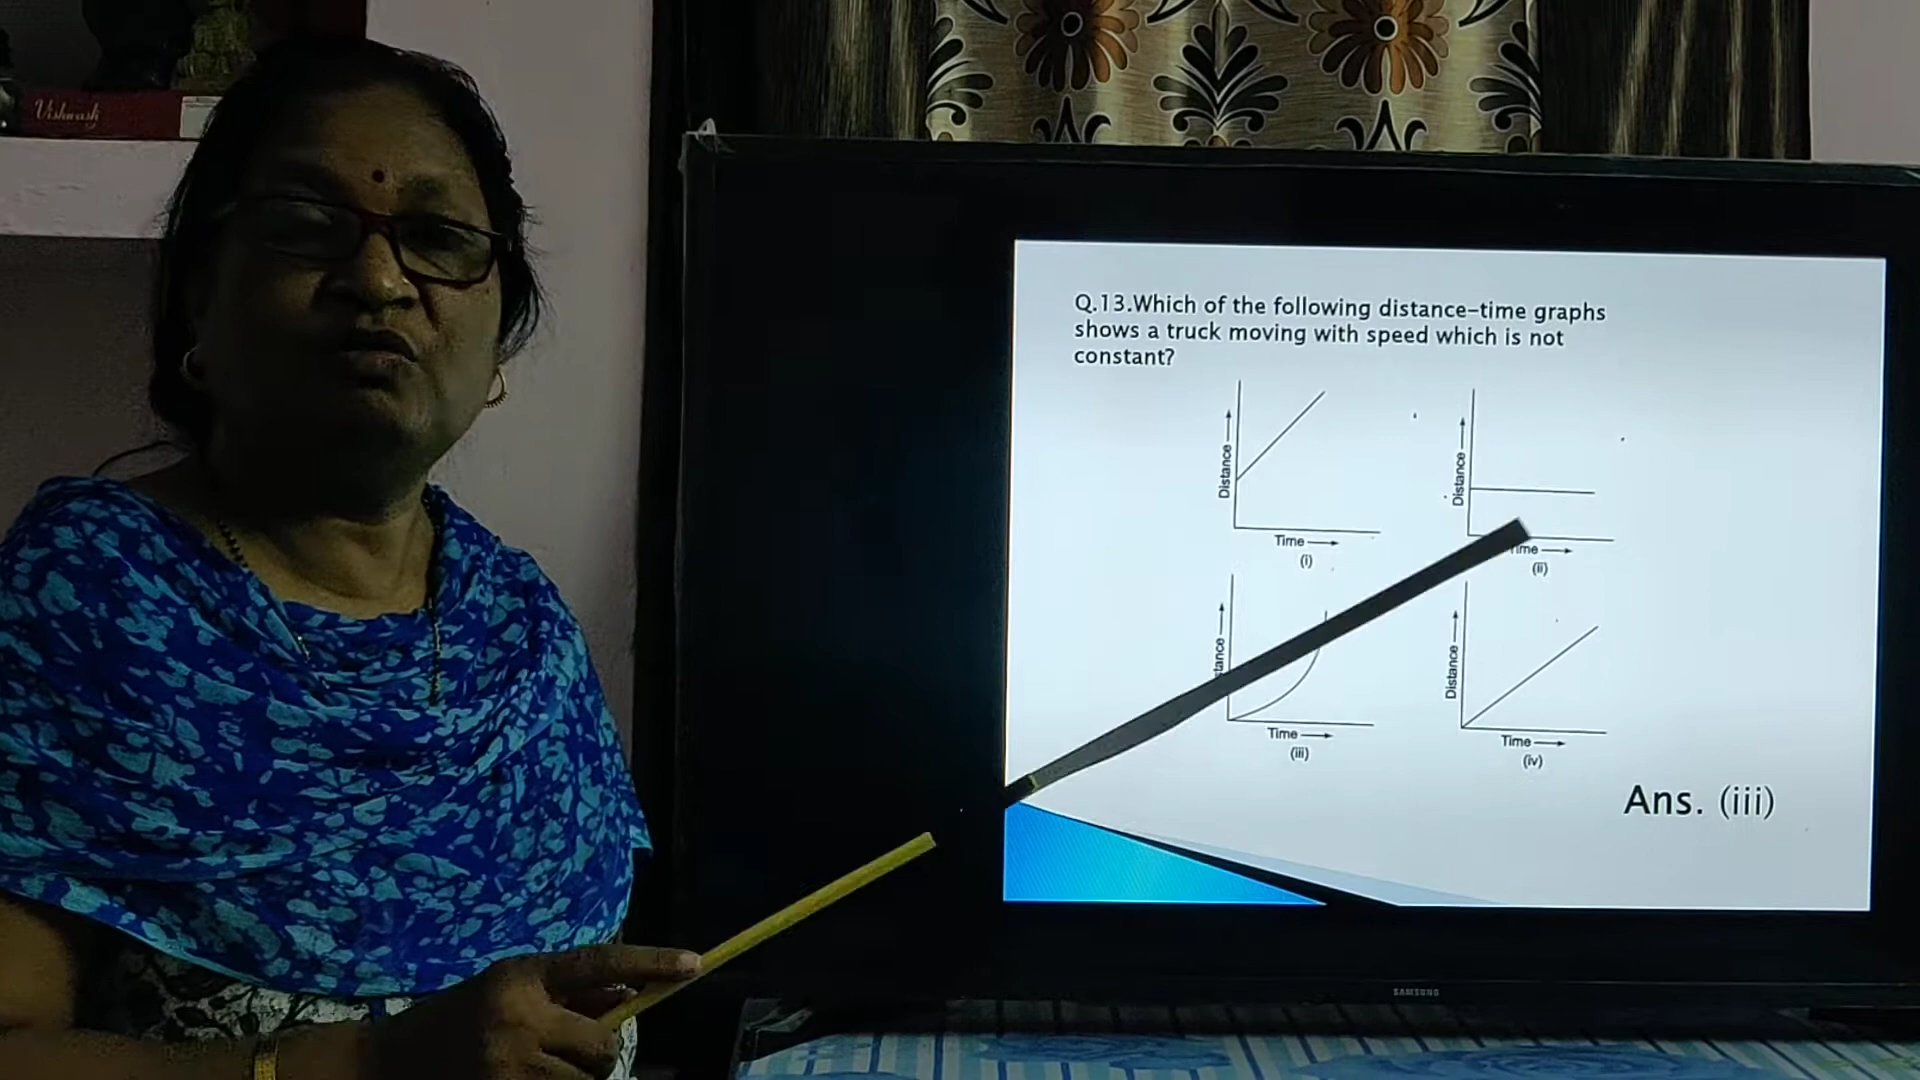 Vishwash
Q.13.Which of the following distance-time graphs
shows a truck moving with speed which is not
constant?
Distance
Time
(i)
Distance
(ii)
Time
(iii)
Distance
Time
(iv)
Ans. (iii)
SAMSUNG